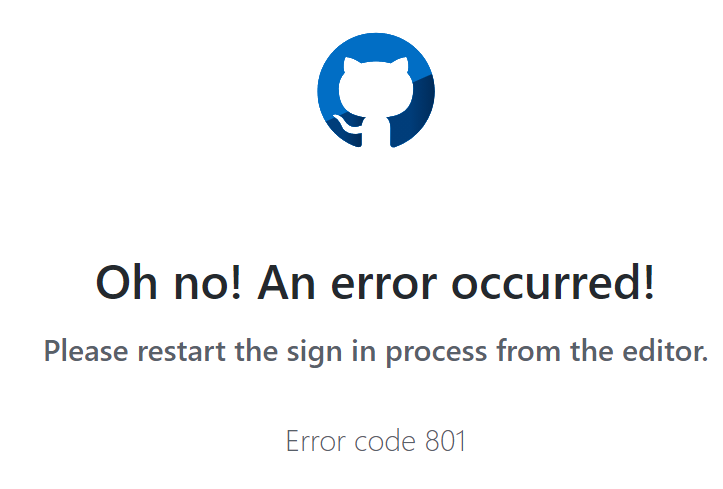 Oh no! An error occurred!
Please restart the sign in process from the editor.
Error code 801